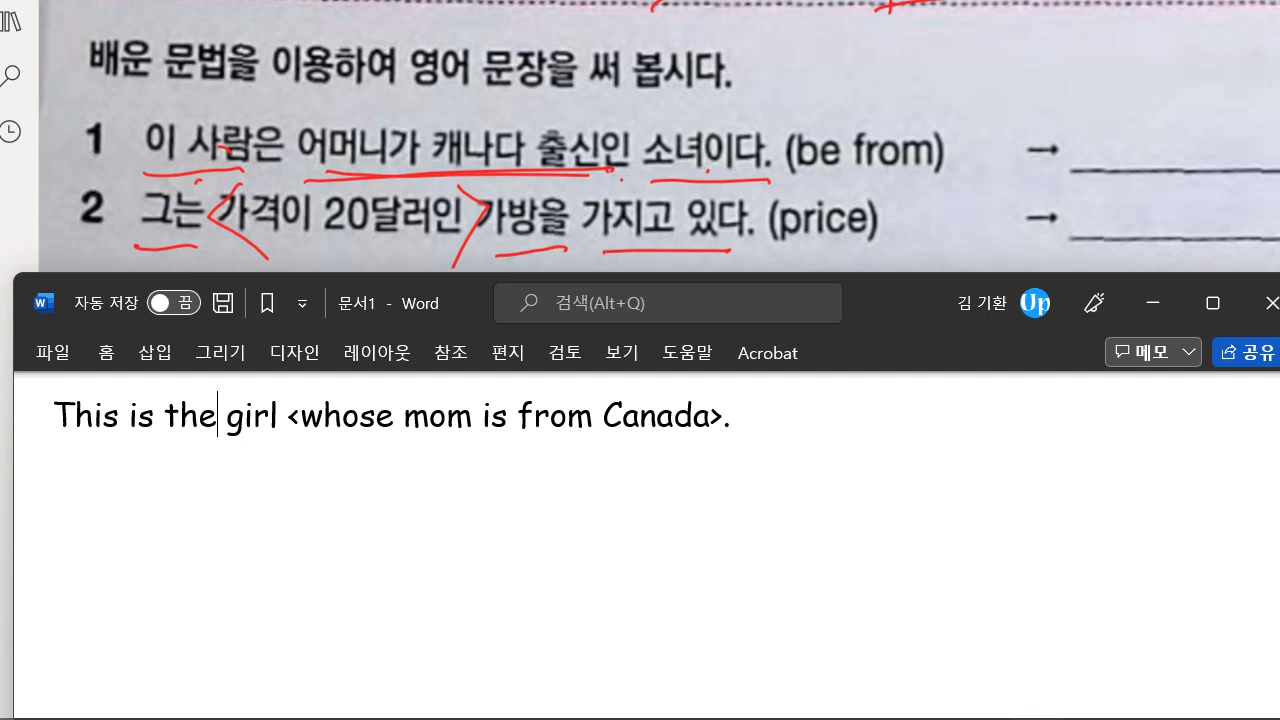 배운 문법을 이용하여 영어 문장을 써 봅시다.
1 이 사람은 어머니가 캐나다 출신인 소녀이다. (be from) →
2 그는 가격이 20달러인 가방을 가지고 있다. (price) →
자동 저장 끔 문서1 - Word 검색(Alt+Q) 김 기환 Up
파일 홈 삽입 그리기 디자인 레이아웃 참조 편지 검토 보기 도움말 Acrobat 메모 공유
This is the girl <whose mom is from Canada>.